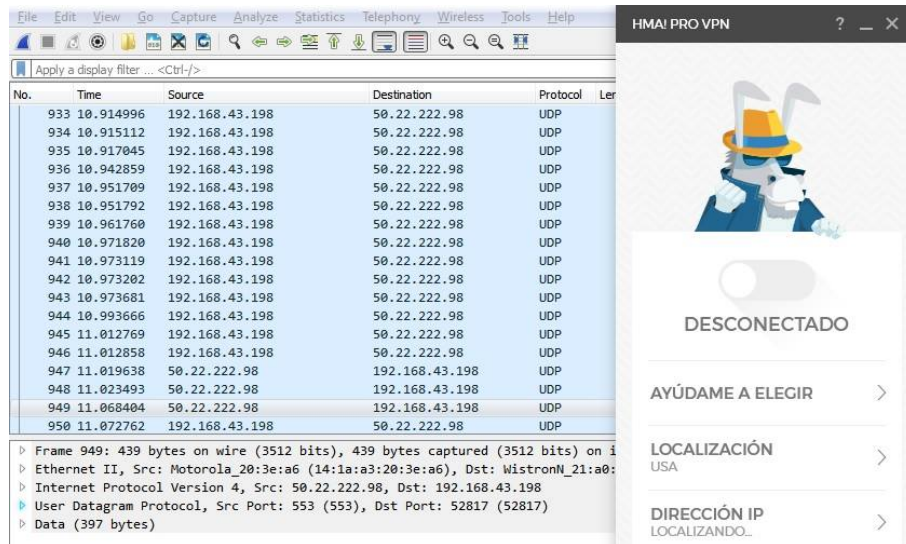 File Edit View Go Capture Analyze Statistics Telephony Wireless Tools Help
Apply a display filter ... <Ctrl-/>
No. Time Source Destination Protocol Ler
933 10.914996 192.168.43.198 50.22.222.98 UDP
934 10.915112 192.168.43.198 50.22.222.98 UDP
935 10.917045 192.168.43.198 50.22.222.98 UDP
936 10.942859 192.168.43.198 50.22.222.98 UDP
937 10.951709 192.168.43.198 50.22.222.98 UDP
938 10.951792 192.168.43.198 50.22.222.98 UDP
939 10.961760 192.168.43.198 50.22.222.98 UDP
940 10.971820 192.168.43.198 50.22.222.98 UDP
941 10.973119 192.168.43.198 50.22.222.98 UDP
942 10.973202 192.168.43.198 50.22.222.98 UDP
943 10.973681 192.168.43.198 50.22.222.98 UDP
944 10.993666 192.168.43.198 50.22.222.98 UDP
945 11.012769 192.168.43.198 50.22.222.98 UDP
946 11.012858 192.168.43.198 50.22.222.98 UDP
947 11.019638 50.22.222.98 192.168.43.198 UDP
948 11.023493 50.22.222.98 192.168.43.198 UDP
949 11.068404 50.22.222.98 192.168.43.198 UDP
950 11.072762 192.168.43.198 50.22.222.98 UDP
Frame 949: 439 bytes on wire (3512 bits), 439 bytes captured (3512 bits) on i
Ethernet II, Src: Motorola_20:3e:a6 (14:1a:a3:20:3e:a6), Dst: WistronN_21:a0:
Internet Protocol Version 4, Src: 50.22.222.98, Dst: 192.168.43.198
User Datagram Protocol, Src Port: 553 (553), Dst Port: 52817 (52817)
Data (397 bytes)
HMA! PRO VPN ?
DESCONECTADO
AYÚDAME A ELEGIR
LOCALIZACIÓN
USA
DIRECCIÓN IP
LOCALIZANDO...